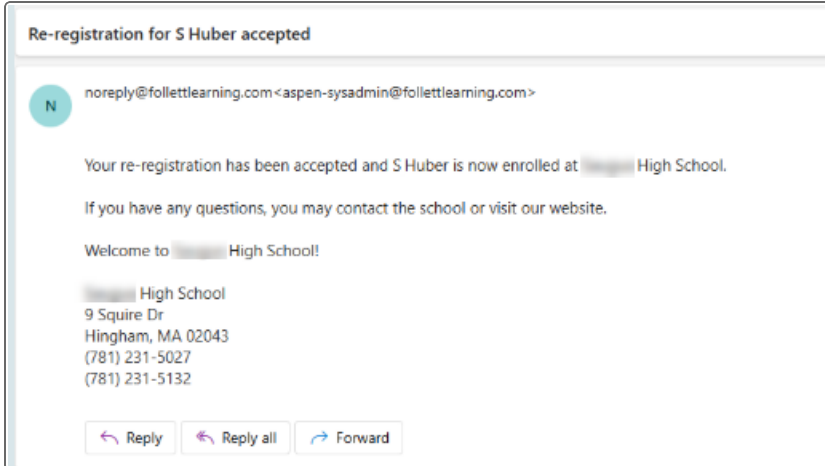 Re-registration for S Huber accepted
N
noreply@follettlearning.com<aspen-sysadmin@follettlearning.com>
Your re-registration has been accepted and S Huber is now enrolled at High School.
If you have any questions, you may contact the school or visit our website.
Welcome to High School!
High School
9 Squire Dr
Hingham, MA 02043
(781) 231-5027
(781) 231-5132
Reply
Reply all
Forward